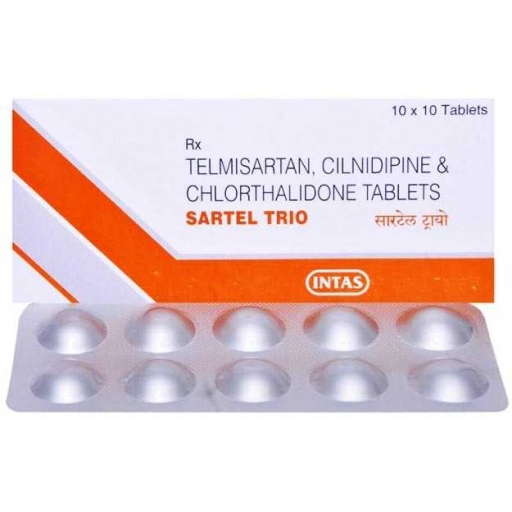 10 x 10 Tablets
Rx
TELMISARTAN, CILNIDIPINE &
CHLORTHALIDONE TABLETS
SARTEL TRIO सारटेल ट्रायो
INTAS